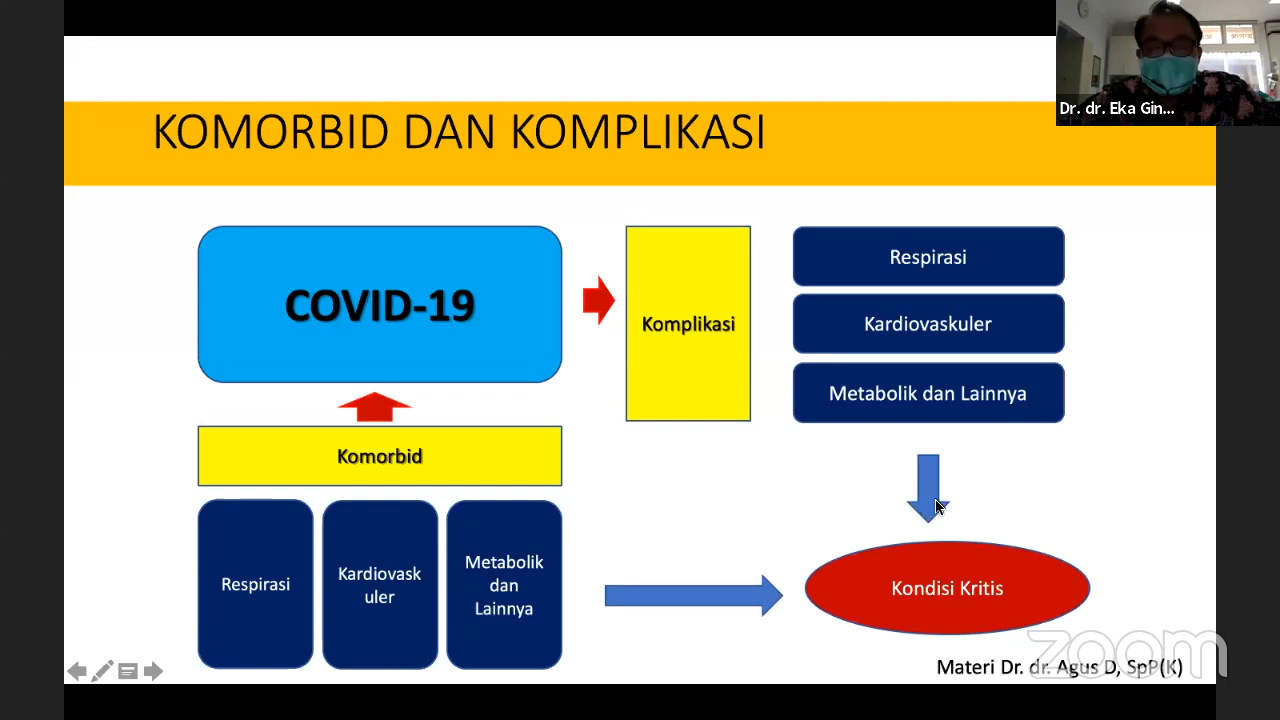 Dr. dr. Eka Gin...
KOMORBID DAN KOMPLIKASI
COVID-19
Komplikasi
Respirasi
Kardiovaskuler
Metabolik dan Lainnya
Komorbid
Respirasi
Kardiovask
uler
Metabolik
dan
Lainnya
Kondisi Kritis
zoom
Materi Dr. dr. Agus D, SpP(K)